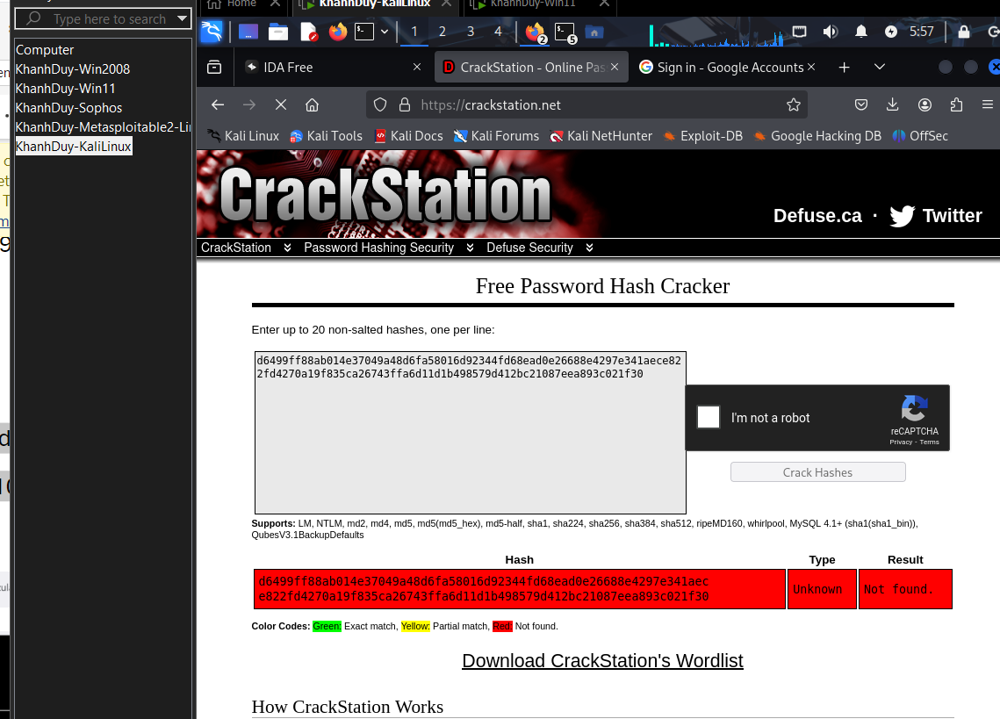 Home
KhanhDuy-KaliLinux
KhanhDuy-Win11
Type here to search
Computer
KhanhDuy-Win2008
KhanhDuy-Win11
KhanhDuy-Sophos
KhanhDuy-Metasploitable2-Li
KhanhDuy-KaliLinux
1 2 3 4 2 5 5:57
IDA Free
CrackStation - Online Pas
Sign in - Google Accounts
https://crackstation.net
Kali Linux Kali Tools Kali Docs Kali Forums Kali NetHunter Exploit-DB Google Hacking DB OffSec
CrackStation
Defuse.ca · Twitter
CrackStation Password Hashing Security Defuse Security
Free Password Hash Cracker
Enter up to 20 non-salted hashes, one per line:
d6499ff88ab014e37049a48d6fa58016d92344fd68ead0e26688e4297e341aece82
2fd4270a19f835ca26743ffa6d11d1b498579d412bc21087eea893c021f30
I'm not a robot
reCAPTCHA
Privacy - Terms
Crack Hashes
Supports: LM, NTLM, md2, md4, md5, md5(md5_hex), md5-half, sha1, sha224, sha256, sha384, sha512, ripeMD160, whirlpool, MySQL 4.1+ (sha1(sha1_bin)),
QubesV3.1BackupDefaults
Hash Type Result
d6499ff88ab014e37049a48d6fa58016d92344fd68ead0e26688e4297e341aec
e822fd4270a19f835ca26743ffa6d11d1b498579d412bc21087eea893c021f30
Unknown
Not found.
Color Codes: Green: Exact match, Yellow: Partial match, Red: Not found.
Download CrackStation's Wordlist
How CrackStation Works